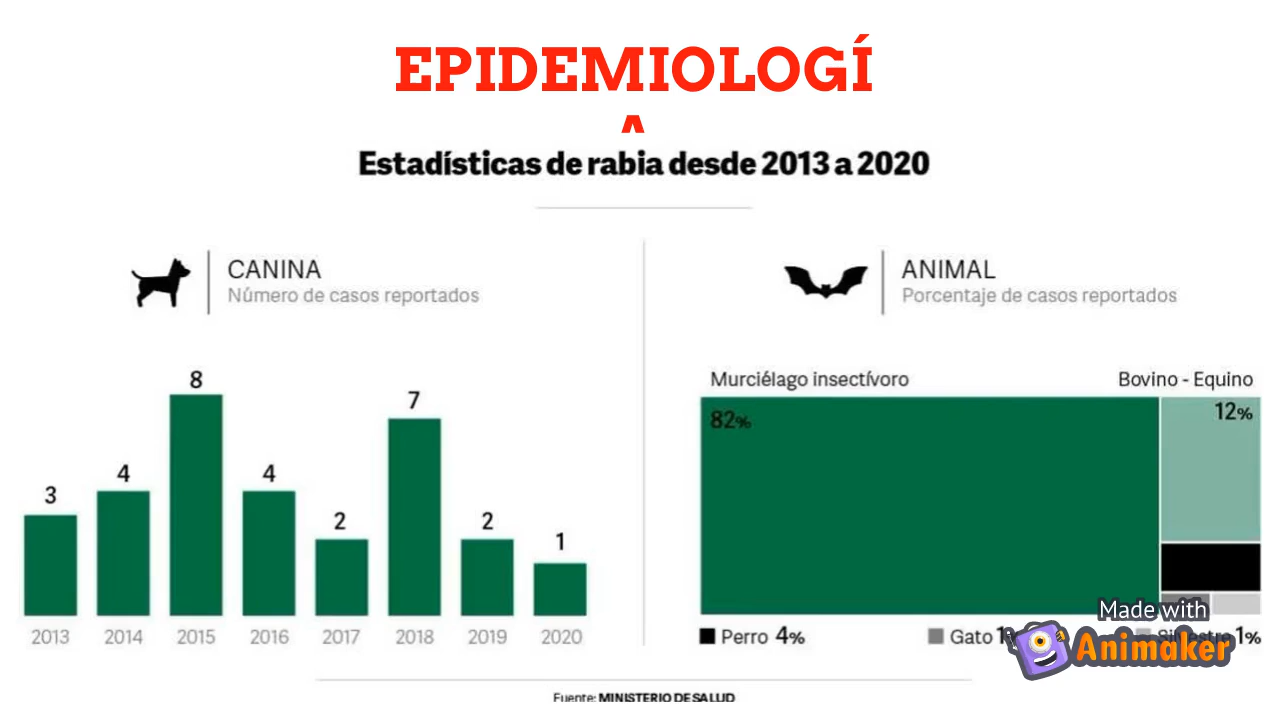 EPIDEMIOLOGÍ
A
Estadísticas de rabia desde 2013 a 2020
CANINA
Número de casos reportados
ANIMAL
Porcentaje de casos reportados
3
4
8
4
2
7
2
1
2013 2014 2015 2016 2017 2018 2019 2020
Murciélago insectívoro Bovino - Equino
82% 12%
Perro 4% Gato 1% Silvestre 1%
Made with
Animaker
Fuente: MINISTERIO DE SALUD